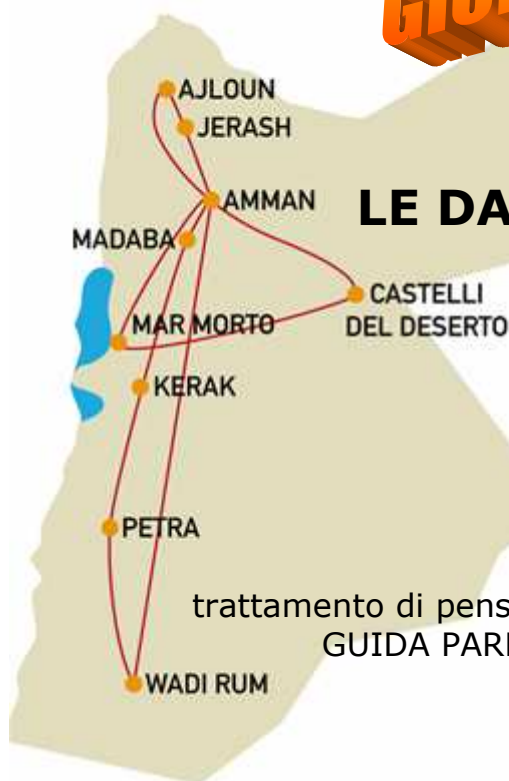 AJLOUN
JERASH
AMMAN
LE DA
MADABA
CASTELLI
DEL DESERTO
MAR MORTO
KERAK
PETRA
trattamento di pens
GUIDA
WADI RUM